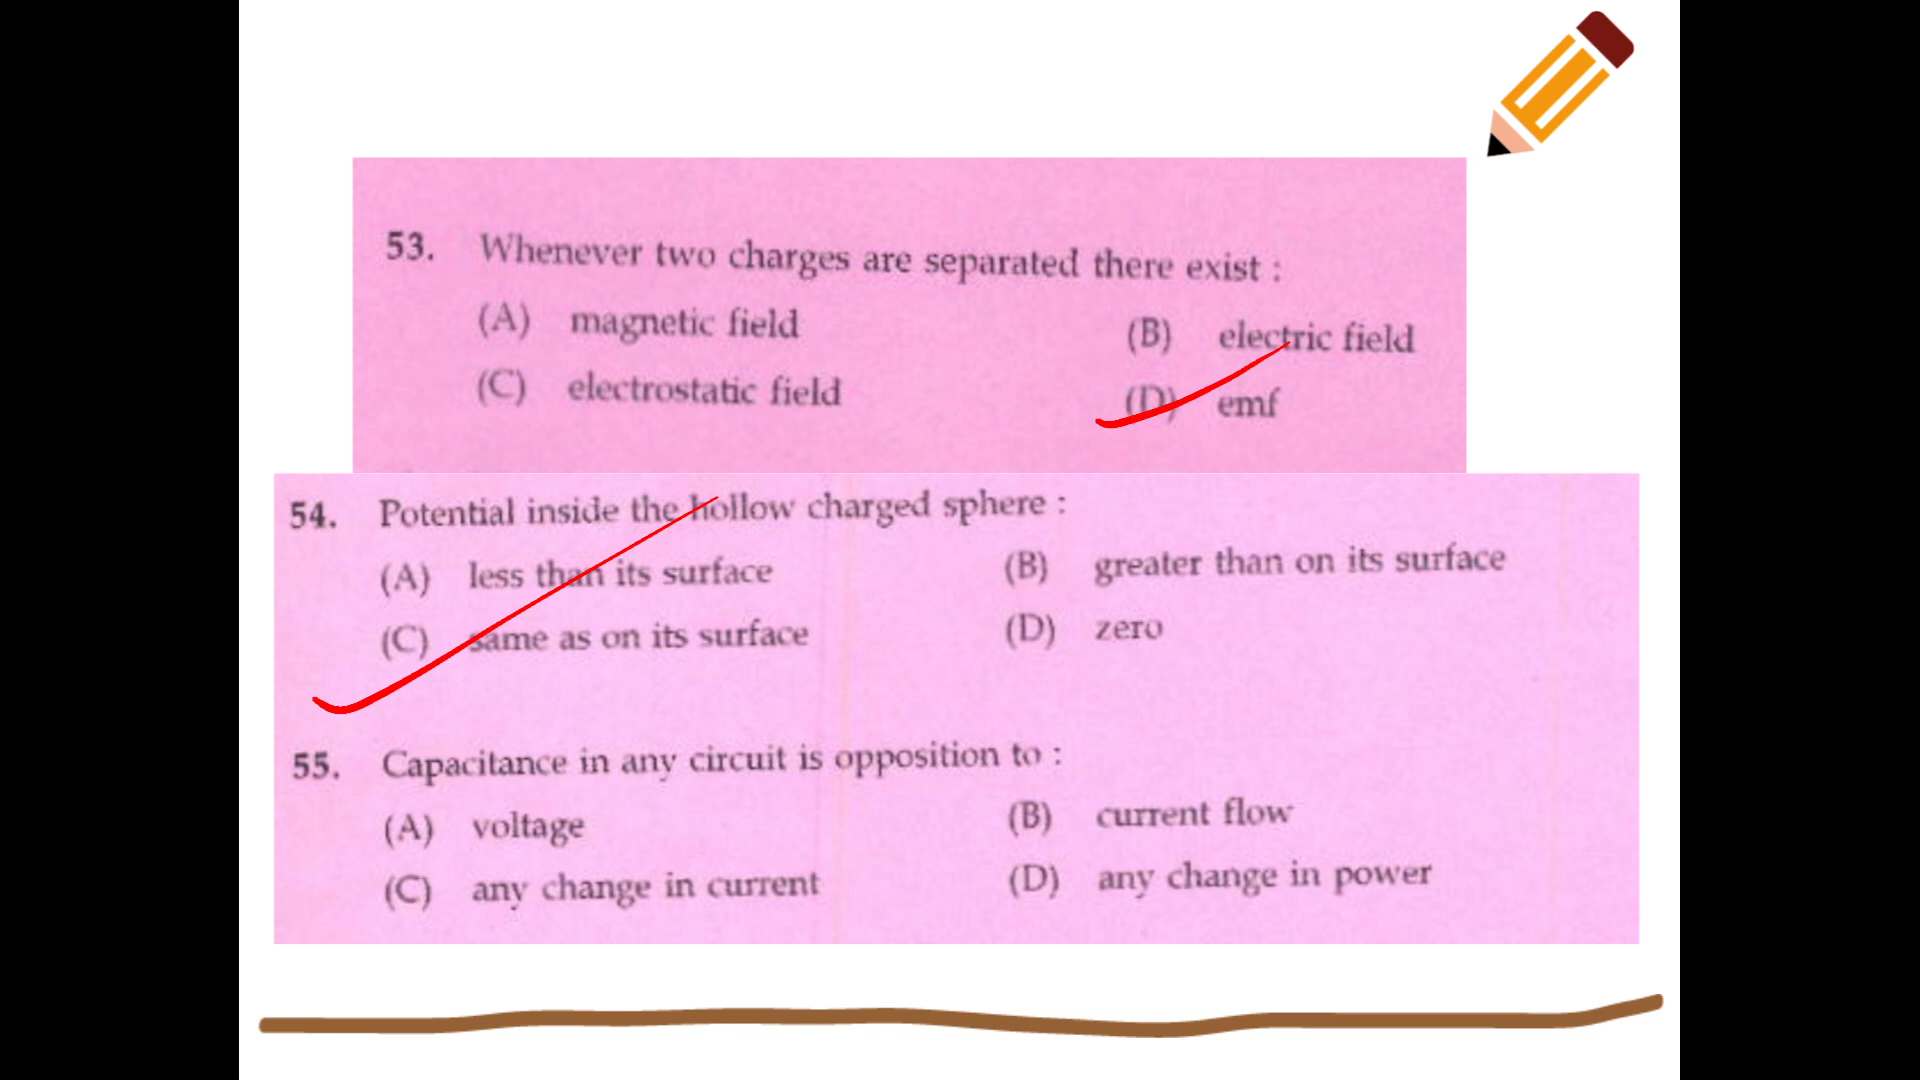 53. Whenever two charges are separated there exist :
(A) magnetic field (B) electric field
(C) electrostatic field (D) emf
54. Potential inside the hollow charged sphere :
(A) less than its surface (B) greater than on its surface
(C) same as on its surface (D) zero
55. Capacitance in any circuit is opposition to :
(A) voltage (B) current flow
(C) any change in current (D) any change in power